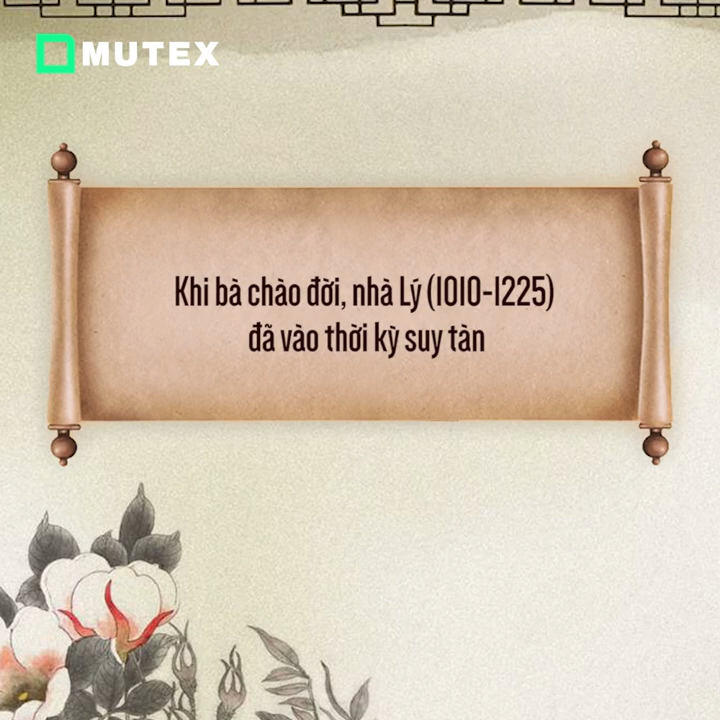 MUTEX
Khi bà chào đời, nhà Lý (1010-1225)
đã vào thời kỳ suy tàn